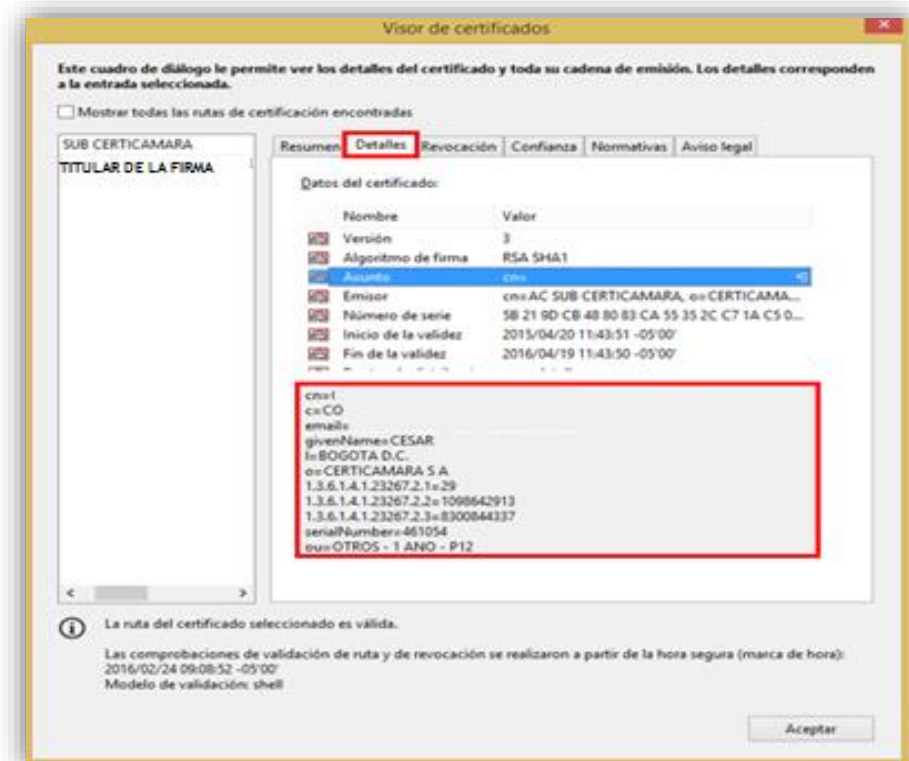 Visor de certificados
Este cuadro de diálogo le permite ver los detalles del certificado y toda su cadena de emisión. Los detalles corresponden
a la entrada seleccionada.
Mostrar todas las rutas de certificación encontradas
SUB CERTICAMARA
TITULAR DE LA FIRMA
Resumen Detalles Revocación Confianza Normativas Aviso legal
Datos del certificado:
Nombre Valor
Versión 3
Algoritmo de firma RSA SHA1
Asunto cn=
Emisor cn=AC SUB CERTICAMARA, o=CERTICAMA...
Número de serie 5B 21 9D CB 48 80 83 CA 55 35 2C C7 1A C5 0...
Inicio de la validez 2015/04/20 11:43:51 -05'00'
Fin de la validez 2016/04/19 11:43:50 -05'00'
c=CO
email=
givenName=CESAR
l=BOGOTA D.C.
o=CERTICAMARA S A
1.3.6.1.4.1.23267.2.1=29
1.3.6.1.4.1.23267.2.2=1098642913
1.3.6.1.4.1.23267.2.3=8300844337
serialNumber=461054
ou=OTROS - 1 ANO - P12
La ruta del certificado seleccionado es válida.
Las comprobaciones de validación de ruta y de revocación se realizaron a partir de la hora segura (marca de hora):
2016/02/24 09:08:52 -05'00'
Modelo de validación: shell
Aceptar